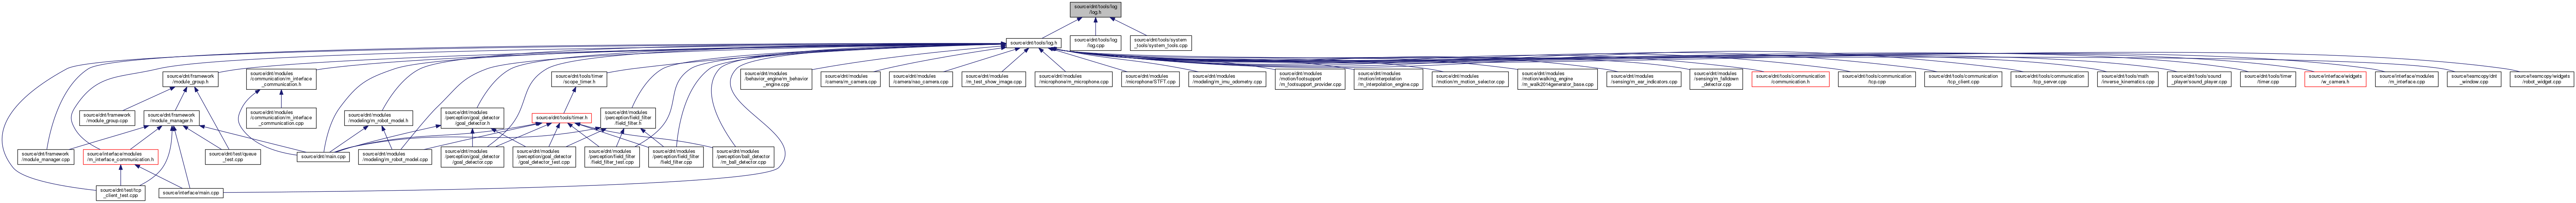 source/dnt/tools/log
/log.h
source/dnt/tools/log.h
source/dnt/tools/log
/log.cpp
source/dnt/tools/system
_tools/system_tools.cpp
source/dnt/framework
/module_group.h
source/dnt/modules
/communication/m_interface
_communication.h
source/dnt/tools/timer
/scope_timer.h
source/dnt/modules
/behavior_engine/m_behavior
_engine.cpp
source/dnt/modules
/camera/m_camera.cpp
source/dnt/modules
/camera/nao_camera.cpp
source/dnt/modules
/m_test_show_image.cpp
source/dnt/modules
/microphone/m_microphone.cpp
source/dnt/modules
/microphone/STFT.cpp
source/dnt/modules
/modeling/m_imu_odometry.cpp
source/dnt/modules
/motion/footsupport
/m_footsupport_provider.cpp
source/dnt/modules
/motion/interpolation
/m_interpolation_engine.cpp
source/dnt/modules
/motion/m_motion_selector.cpp
source/dnt/modules
/motion/walking_engine
/m_walk2014generator_base.cpp
source/dnt/modules
/sensing/m_ear_indicators.cpp
source/dnt/modules
/sensing/m_falldown
_detector.cpp
source/dnt/tools/communication
/communication.h
source/dnt/tools/communication
/tcp.cpp
source/dnt/tools/communication
/tcp_client.cpp
source/dnt/tools/communication
/tcp_server.cpp
source/dnt/tools/math
/inverse_kinematics.cpp
source/dnt/tools/sound
_player/sound_player.cpp
source/dnt/tools/timer
/timer.cpp
source/interface/widgets
/w_camera.h
source/interface/modules
/m_interface.cpp
source/teamcopy/dnt
_window.cpp
source/teamcopy/widgets
/robot_widget.cpp
source/dnt/framework
/module_group.cpp
source/dnt/framework
/module_manager.h
source/dnt/modules
/communication/m_interface
_communication.cpp
source/dnt/modules
/modeling/m_robot_model.h
source/dnt/modules
/perception/goal_detector
/goal_detector.h
source/dnt/tools/timer.h
source/dnt/modules
/perception/field_filter
/field_filter.h
source/dnt/framework
/module_manager.cpp
source/interface/modules
/m_interface_communication.h
source/dnt/test/queue
_test.cpp
source/dnt/main.cpp
source/dnt/modules
/modeling/m_robot_model.cpp
source/dnt/modules
/perception/goal_detector
/goal_detector.cpp
source/dnt/modules
/perception/goal_detector
/goal_detector_test.cpp
source/dnt/modules
/perception/field_filter
/field_filter_test.cpp
source/dnt/modules
/perception/field_filter
/field_filter.cpp
source/dnt/modules
/perception/ball_detector
/m_ball_detector.cpp
source/dnt/test/tcp
_client_test.cpp
source/interface/main.cpp